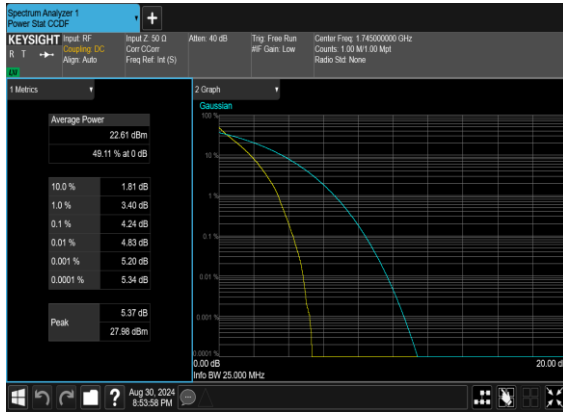 Spectrum Analyzer 1
Power Stat CCDF
KEYSIGHT
R T
LU
Input: RF
Coupling: DC
Align: Auto
Input Z: 50 Ω
Corr CCorr
Freq Ref: Int (S)
Atten: 40 dB
Trig: Free Run
#IF Gain: Low
Center Freq: 1.745000000 GHz
Counts: 1.00 M/1.00 Mpt
Radio Std: None
1 Metrics
Average Power
22.61 dBm
49.11 % at 0 dB
10.0 % 1.81 dB
1.0 % 3.40 dB
0.1 % 4.24 dB
0.01 % 4.83 dB
0.001 % 5.20 dB
0.0001 % 5.34 dB
Peak
5.37 dB
27.98 dBm
2 Graph
Gaussian
100 %
10 %
1 %
0.1 %
0.01 %
0.001 %
0.0001 %
0.00 dB
20.00 d
Info BW 25.000 MHz
?
Aug 30, 2024
8:53:58 PM